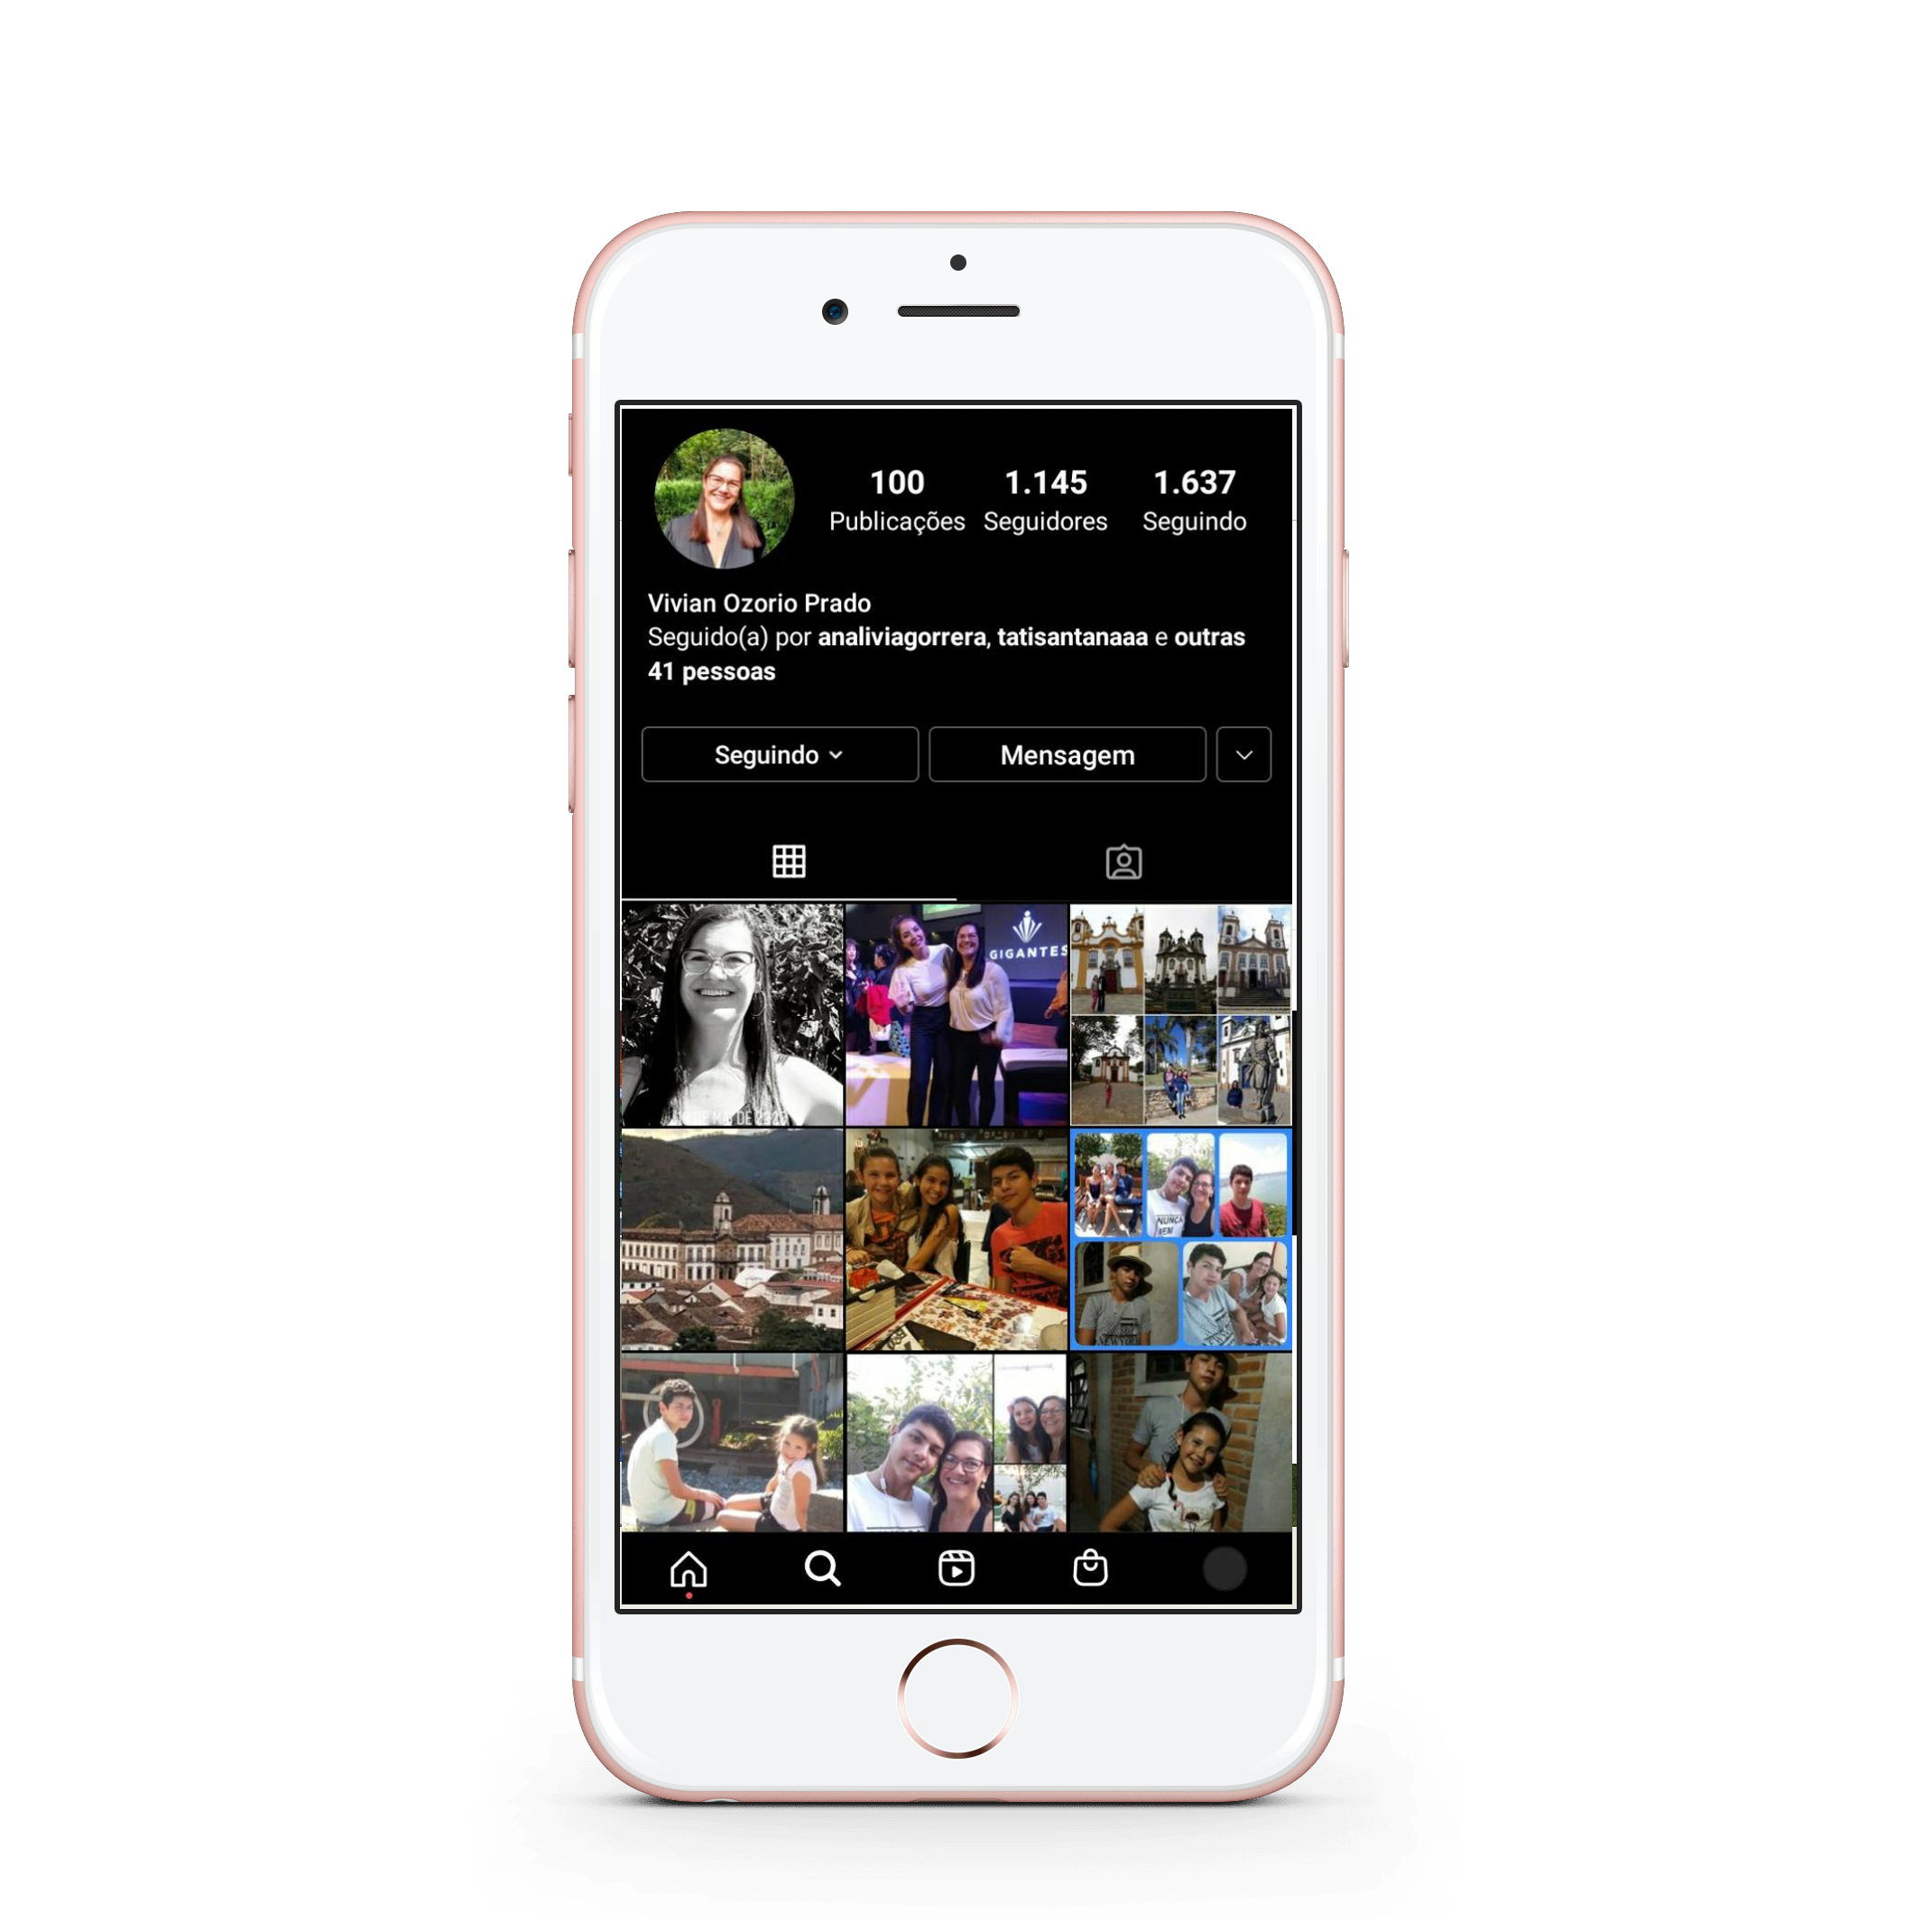 100 1.145 1.637
Publicações Seguidores Seguindo
Vivian Ozorio Prado
Seguido(a) por analiviagorrera, tatisantanaaa e outras
41 pessoas
Seguindo Mensagem
GIGANTES
DE 
NUNCA